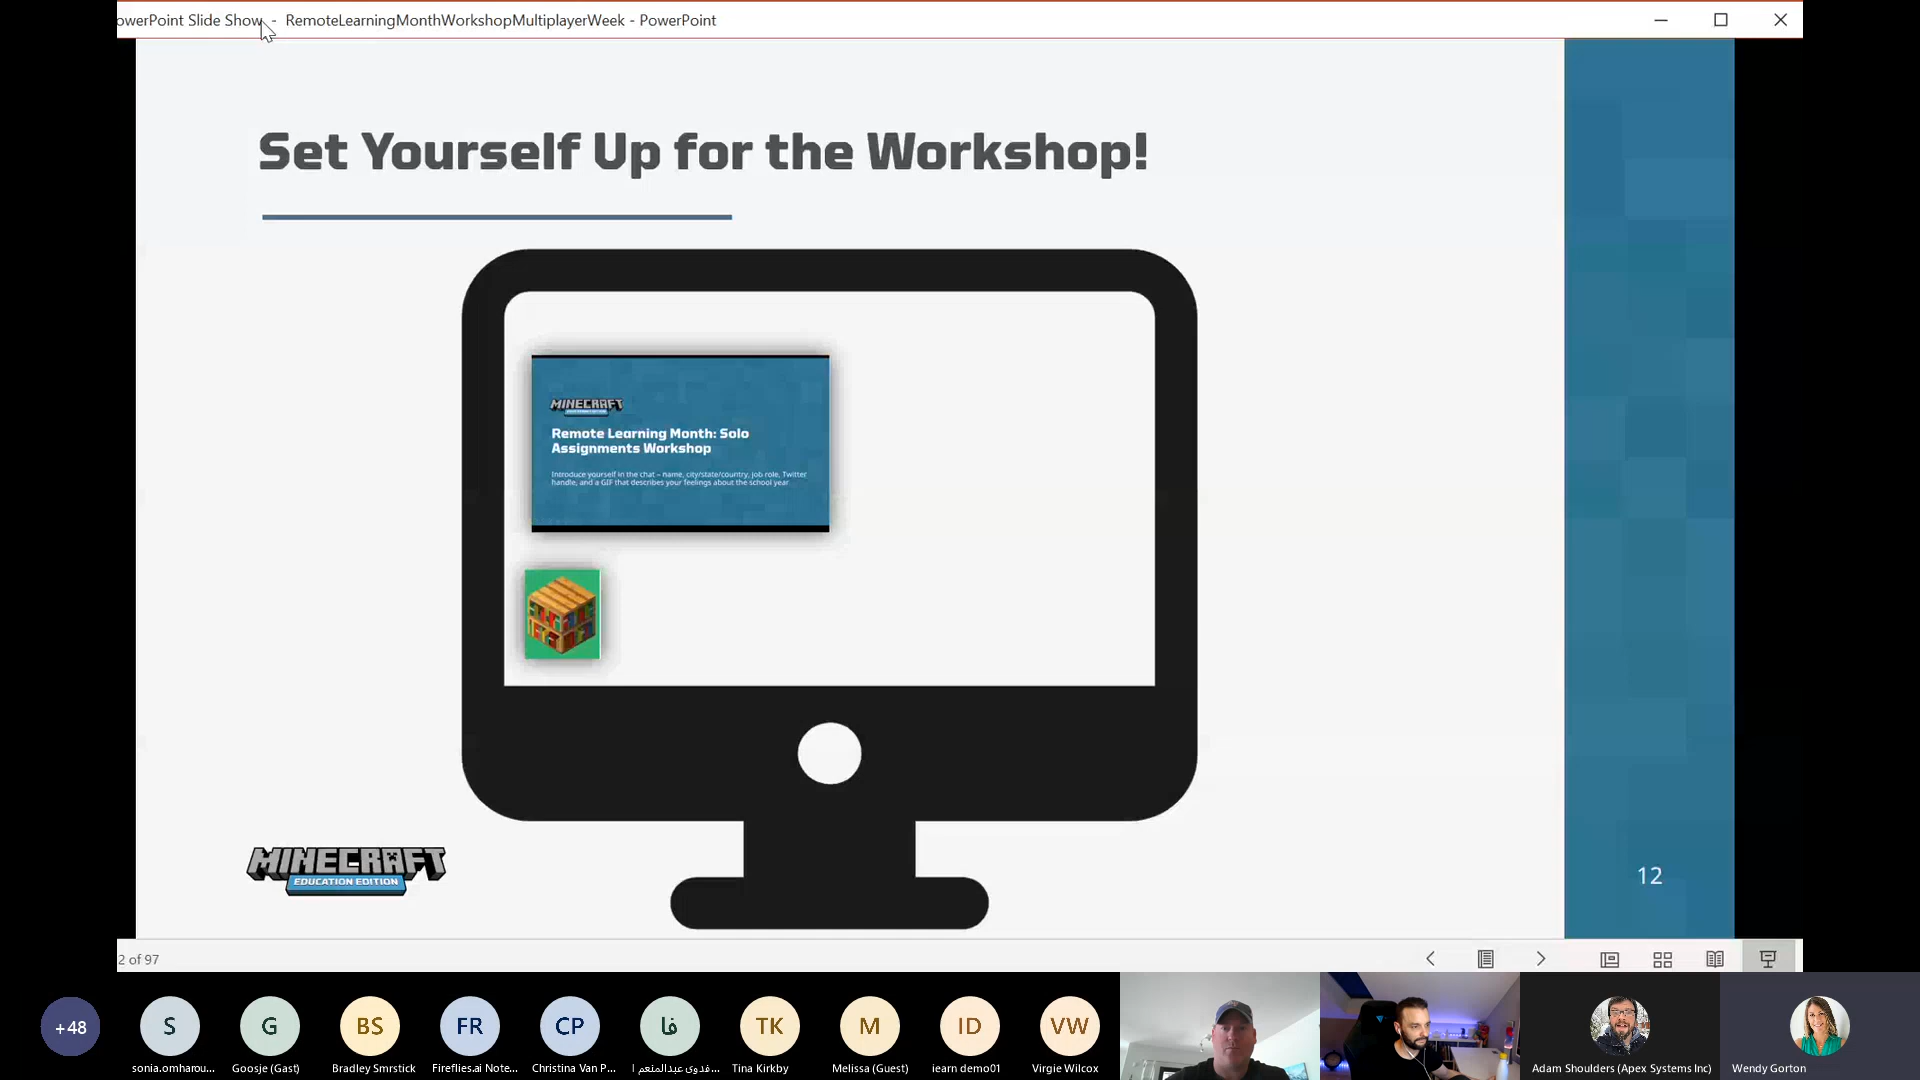 owerPoint Slide Show - RemoteLearningMonthWorkshopMultiplayerWeek - PowerPoint
Set Yourself Up for the Workshop!
MINECRAFT
Remote Learning Month: Solo
Assignments Workshop
Introduce yourself in the chat – name, city/state/country, job role, Twitter
handle, and a GIF that describes your feelings about the school year
MINECRAFT
EDUCATION EDITION
12
2 of 97
+48
S
G
BS
FR
CP
فا
TK
M
ID
VW
sonia.omharou...
Goosje (Gast)
Bradley Smrstick
Fireflies.ai Note...
Christina Van P...
فدوى عبدالمنعم ا...
Tina Kirkby
Melissa (Guest)
iearn demo01
Virgie Wilcox
Adam Shoulders (Apex Systems Inc)
Wendy Gorton